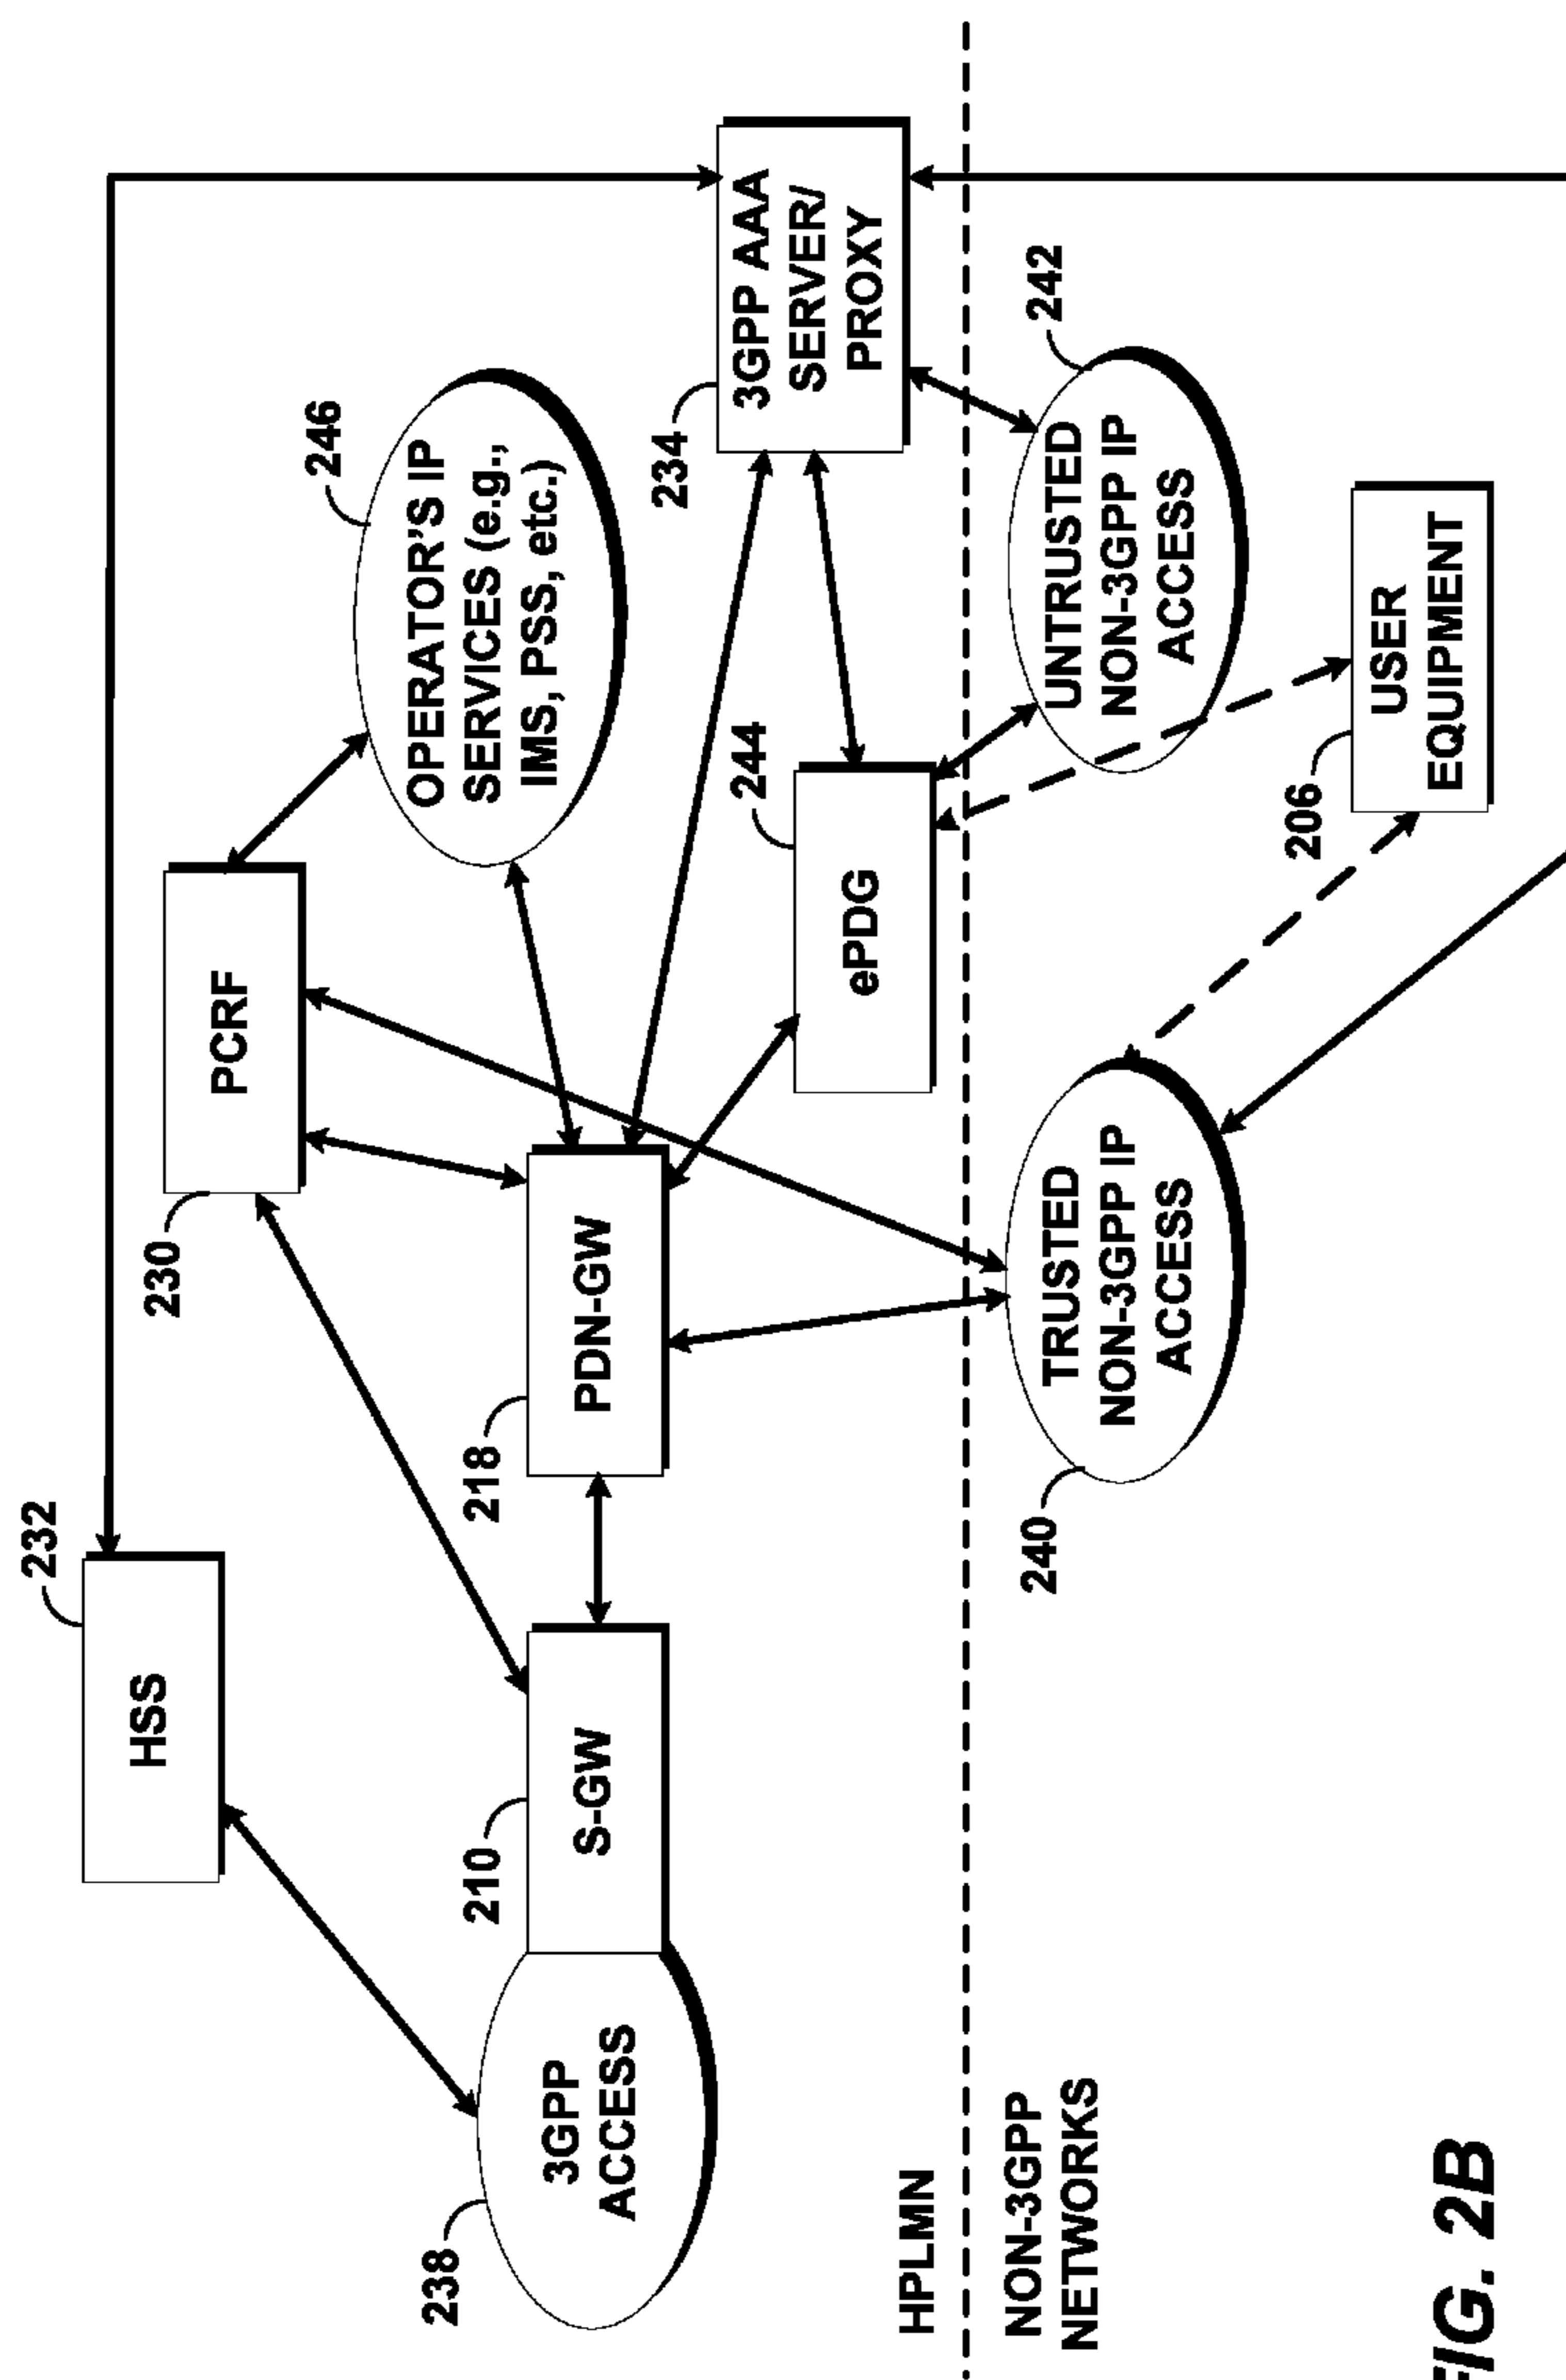 232
HSS
230
PCRF
246
OPERATOR'S IP
SERVICES (e.g.,
IMS, PSS, etc.)
238
3GPP
ACCESS
210
S-GW
218
PDN-GW
234
3GPP AAA
SERVER/
PROXY
244
ePDG
HPLMN
NON-3GPP
NETWORKS
240
TRUSTED
NON-3GPP IP
ACCESS
242
UNTRUSTED
NON-3GPP IP
ACCESS
206
USER
EQUIPMENT
FIG. 2B